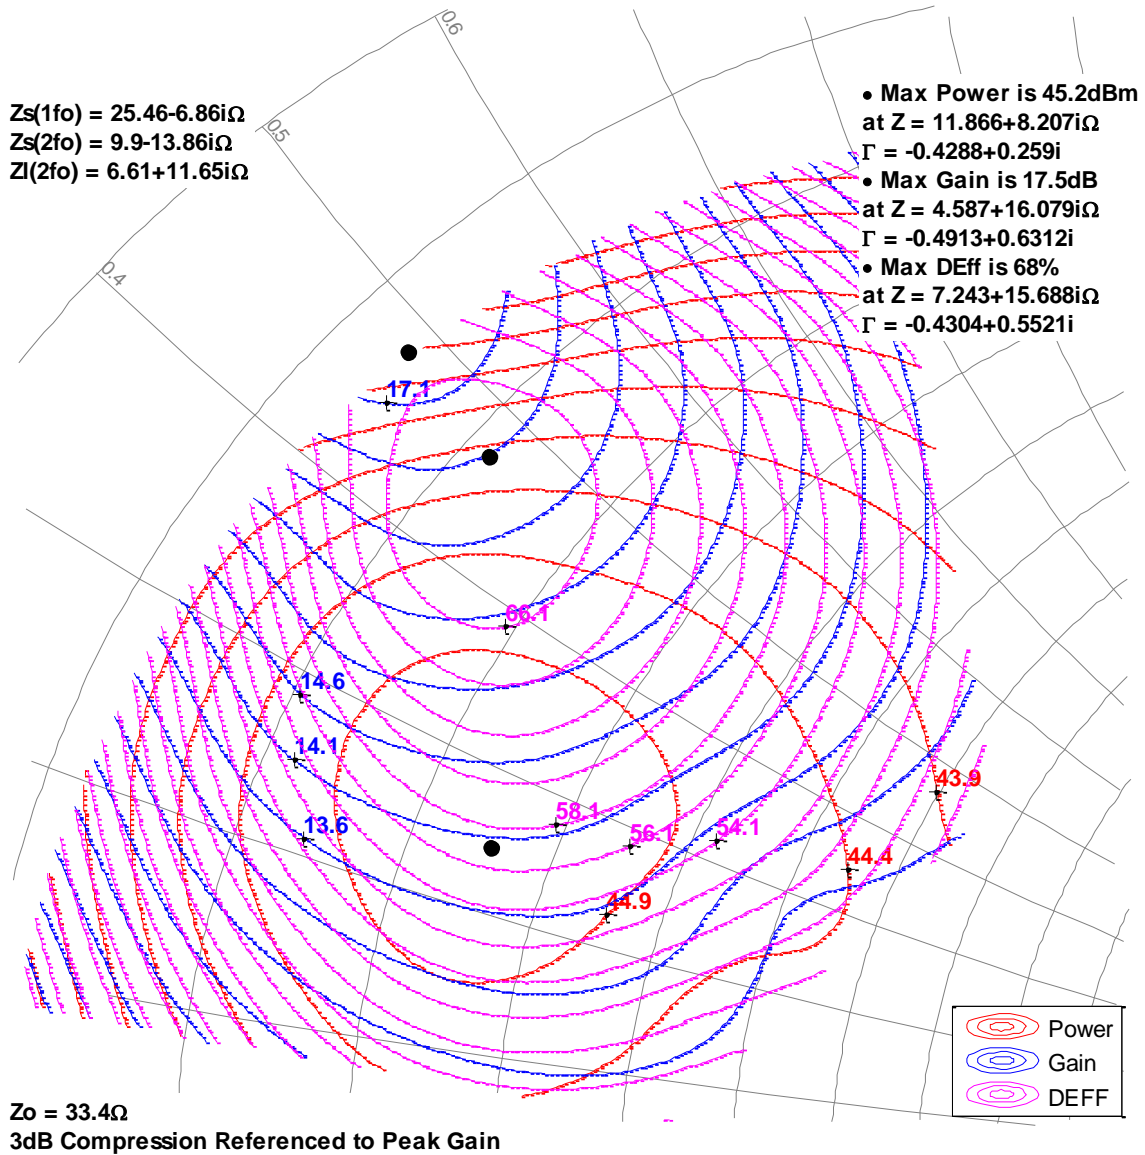 0.6
0.5
0.4
Zs(1fo) = 25.46-6.86iΩ
Zs(2fo) = 9.9-13.86iΩ
Zl(2fo) = 6.61+11.65iΩ
• Max Power is 45.2dBm
at Z = 11.866+8.207iΩ
Γ = -0.4288+0.259i
• Max Gain is 17.5dB
at Z = 4.587+16.079iΩ
Γ = -0.4913+0.6312i
• Max DEff is 68%
at Z = 7.243+15.688iΩ
Γ = -0.4304+0.5521i
17.1
66.1
14.6
14.1
43.9
58.1
13.6
56.1
54.1
44.4
44.9
Power
Gain
DEFF
Zo = 33.4Ω
3dB Compression Referenced to Peak Gain